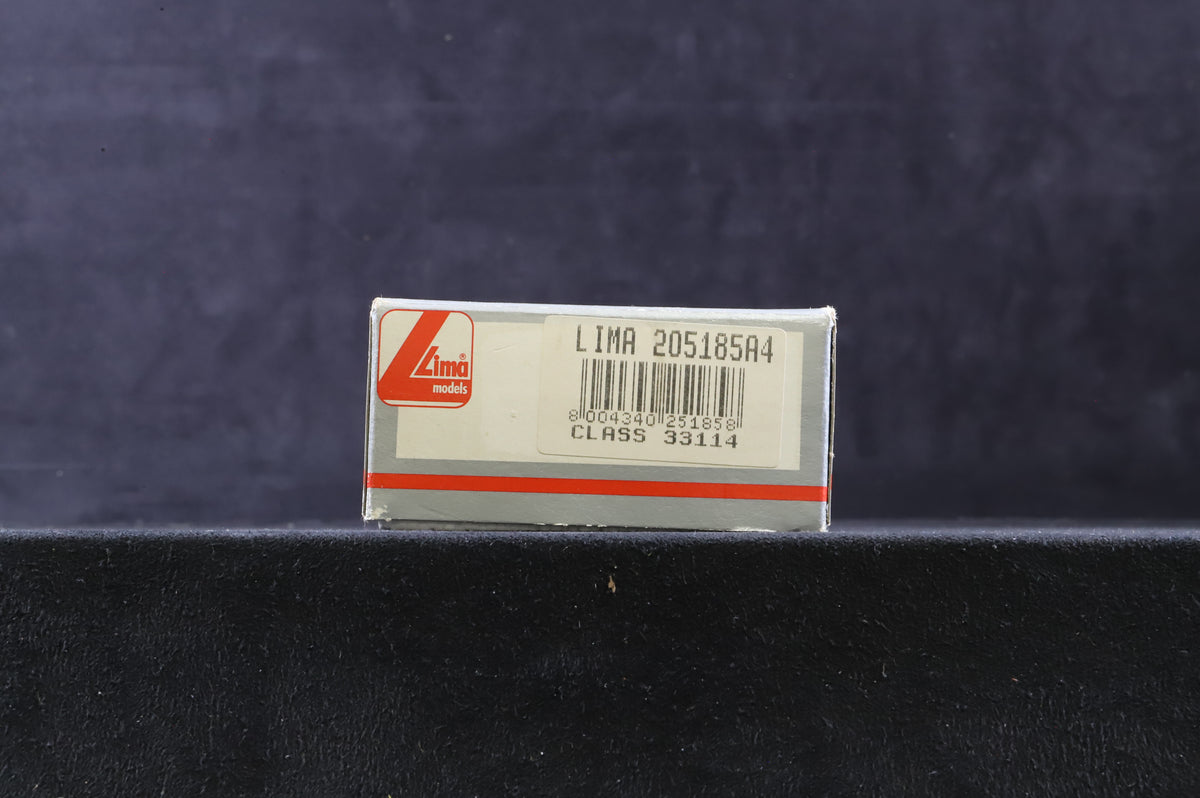 Lima®
models
LIMA 205185A4
8 004340 251858
CLASS 33114